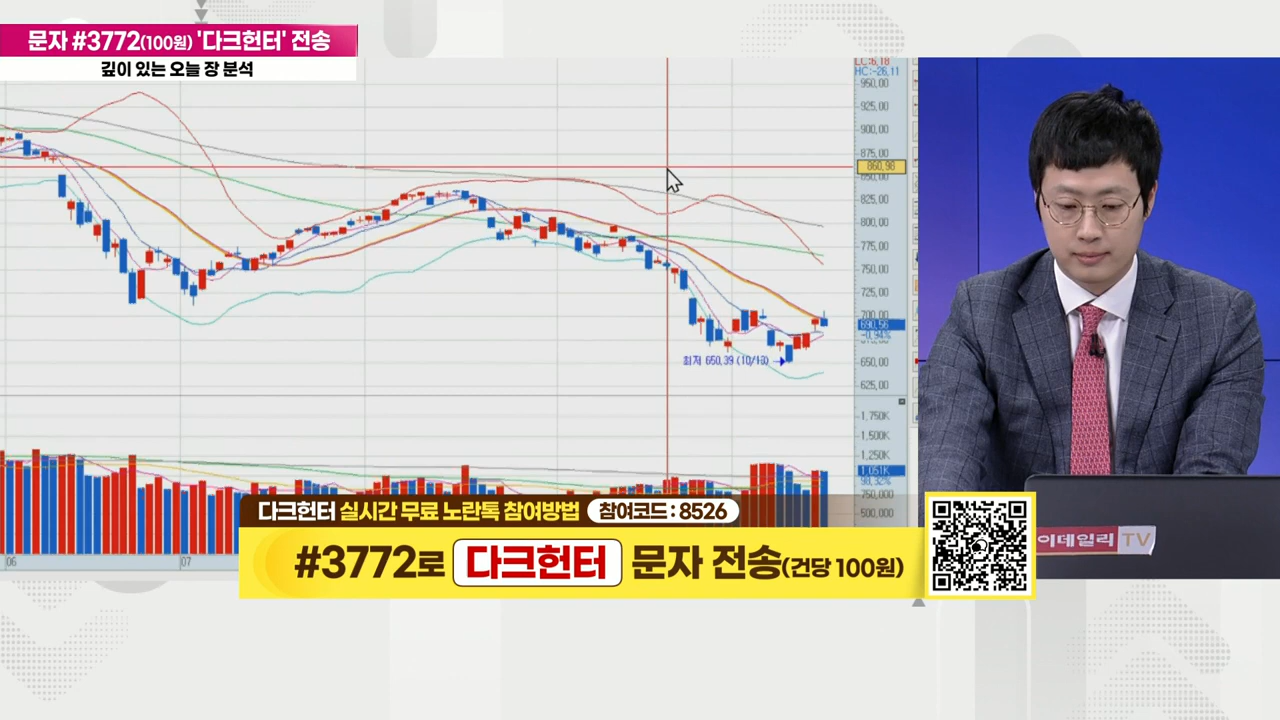 문자 #3772(100원) '다크헌터' 전송
깊이 있는 오늘 장 분석
LC:6,18
HC:-26,11
950,00
925,00
900,00
875,00
860,98
850,00
825,00
800,00
775,00
750,00
725,00
700,00
690,56
-0,94%
650,00
625,00
최저 650,39 (10/13)
1,750K
1,500K
1,250K
1,051K
98,32%
750,000
500,000
06
07
다크헌터 실시간 무료 노란톡 참여방법 참여코드 : 8526
#3772로 다크헌터 문자 전송(건당 100원)
이데일리 TV